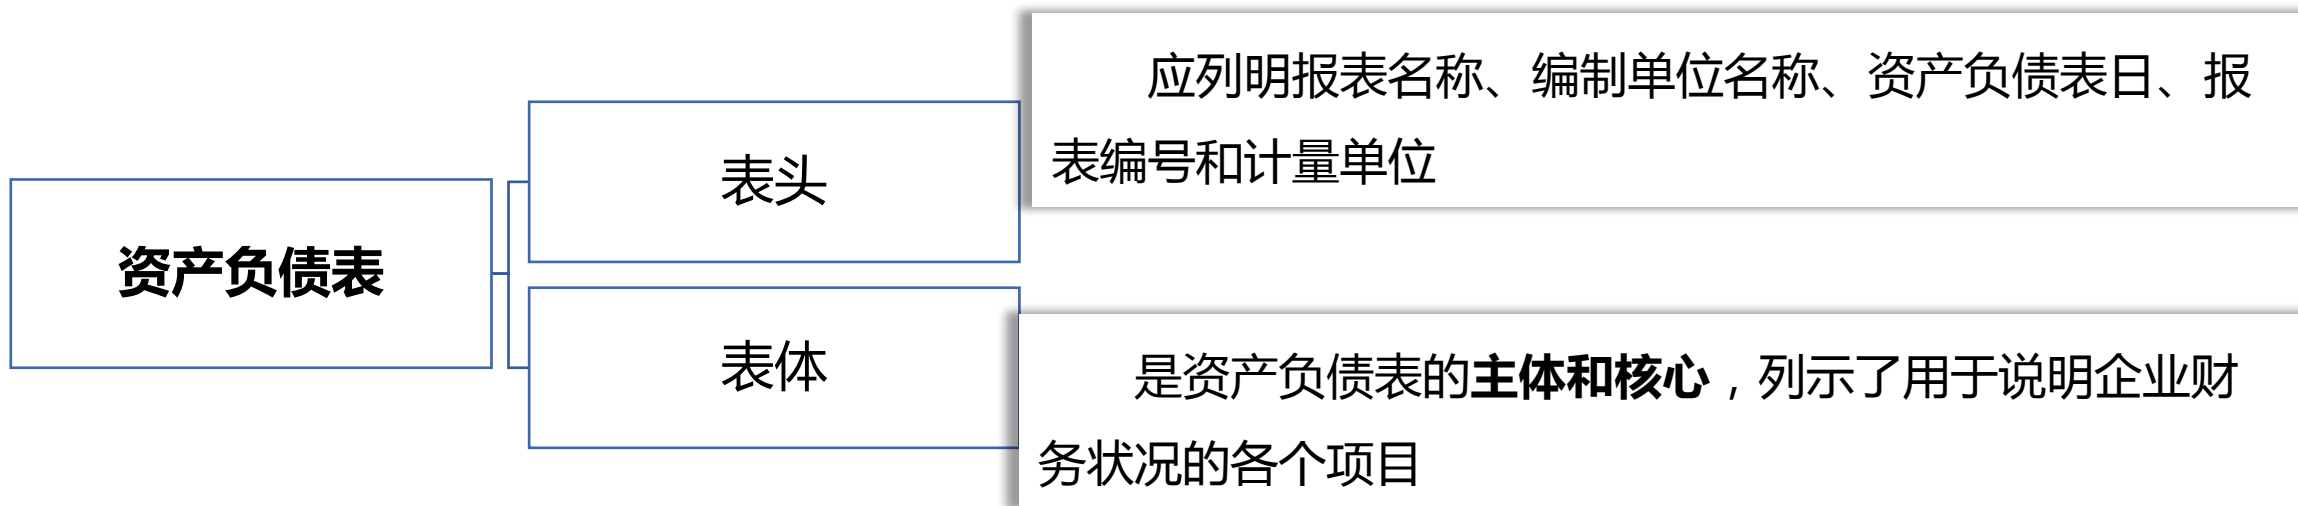 资产负债表
表头
应列明报表名称、编制单位名称、资产负债表日、报
表编号和计量单位
表体
是资产负债表的主体和核心，列示了用于说明企业财
务状况的各个项目